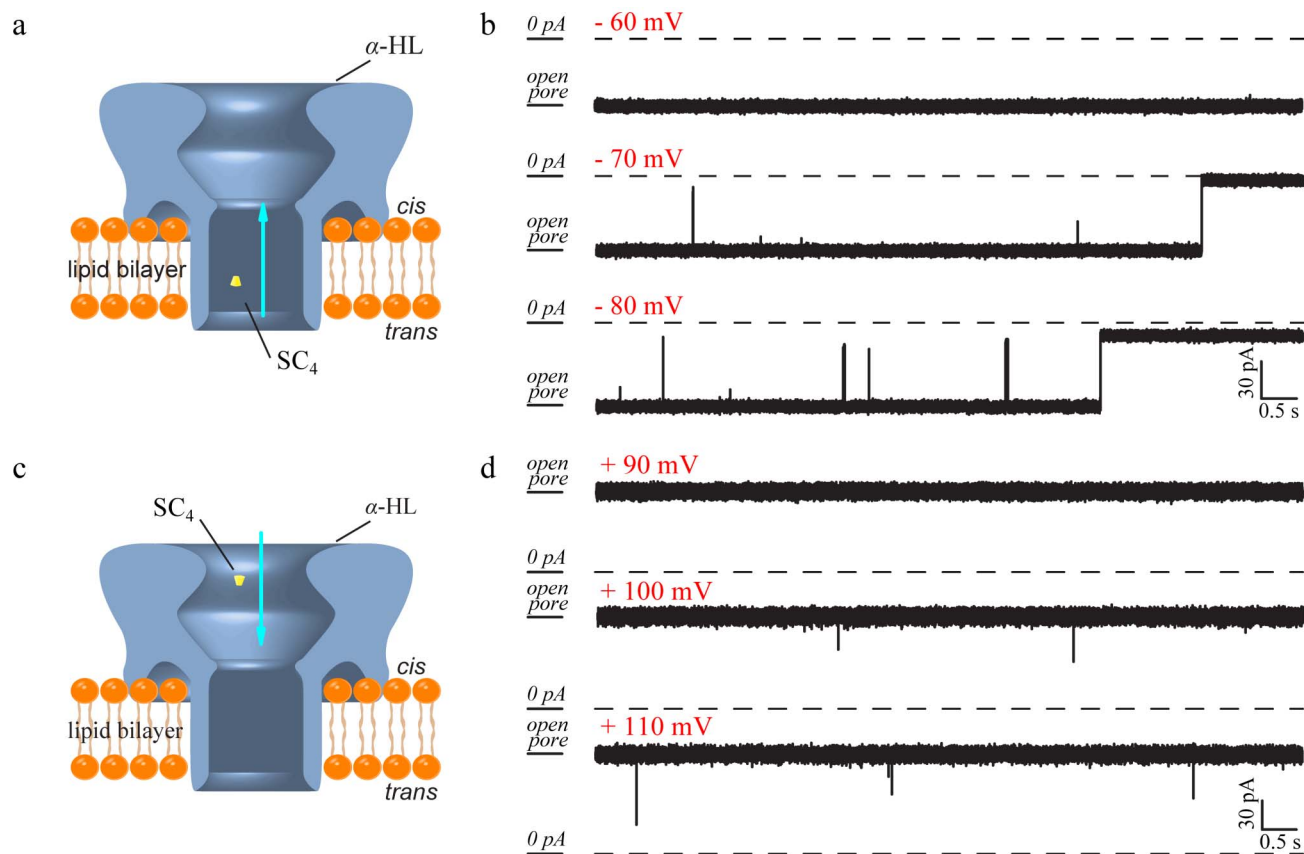 a
α-HL
cis
lipid bilayer
trans
SC4
b
0 pA
- 60 mV
open
pore
0 pA
- 70 mV
open
pore
0 pA
- 80 mV
open
pore
30 pA
0.5 s
c
SC4
α-HL
cis
lipid bilayer
trans
d
open
pore
+ 90 mV
0 pA
open
pore
+ 100 mV
0 pA
open
pore
+ 110 mV
30 pA
0 pA
0.5 s